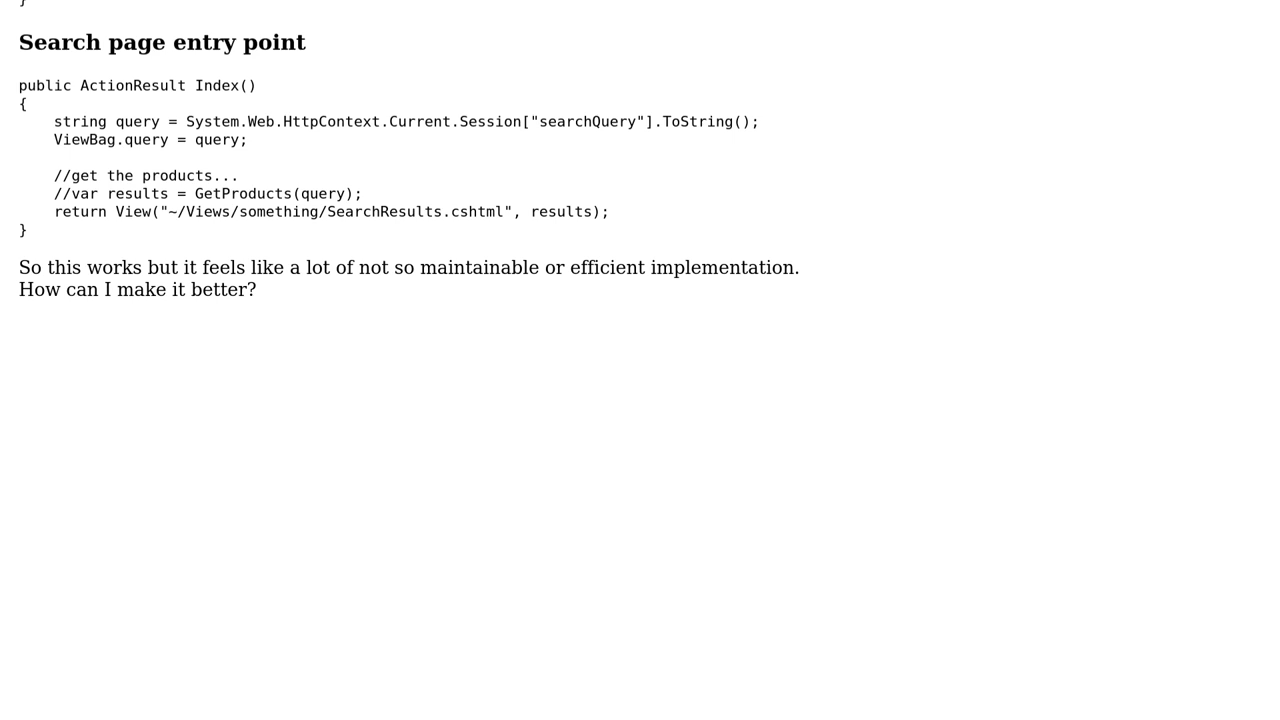 }
Search page entry point
public ActionResult Index()
{
    string query = System.Web.HttpContext.Current.Session["searchQuery"].ToString();
    ViewBag.query = query;

    //get the products...
    //var results = GetProducts(query);
    return View("~/Views/something/SearchResults.cshtml", results);
}
So this works but it feels like a lot of not so maintainable or efficient implementation.
How can I make it better?